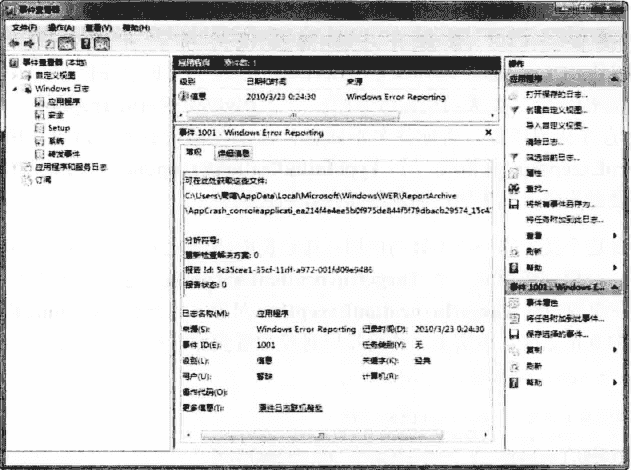 事件查看器
文件(F) 操作(A) 查看(V) 帮助(H)
事件查看器 (本地)
自定义视图
Windows 日志
应用程序
安全
Setup
系统
转发事件
应用程序和服务日志
订阅
应用程序 事件数: 1
级别 日期和时间 来源
信息 2010/3/23 0:24:30 Windows Error Reporting
事件 1001 , Windows Error Reporting
常规 详细信息
可在此处获取这些文件:
\AppData\Local\Microsoft\Windows\WER\ReportArchive
分析符号:
重新检查解决方案: 0
报告 Id: 5c35cee1-35cf-11df-a972-001fd09e9486
报告状态: 0
日志名称(M): 应用程序
来源(S): Windows Error Reporting 记录时间(D): 2010/3/23 0:24:30
事件 ID(E): 1001 任务类别(Y): 无
级别(L): 信息 关键字(K): 经典
用户(U): 暂缺 计算机(R):
操作代码(O):
更多信息(I): 事件日志联机帮助
操作
应用程序
打开保存的日志...
创建自定义视图...
导入自定义视图...
清除日志...
筛选当前日志...
属性
查找...
将所有事件另存为...
将任务附加到此日志...
查看
刷新
帮助
事件 1001 , Windows E...
事件属性
将任务附加到此事件...
保存选择的事件...
复制
刷新
帮助